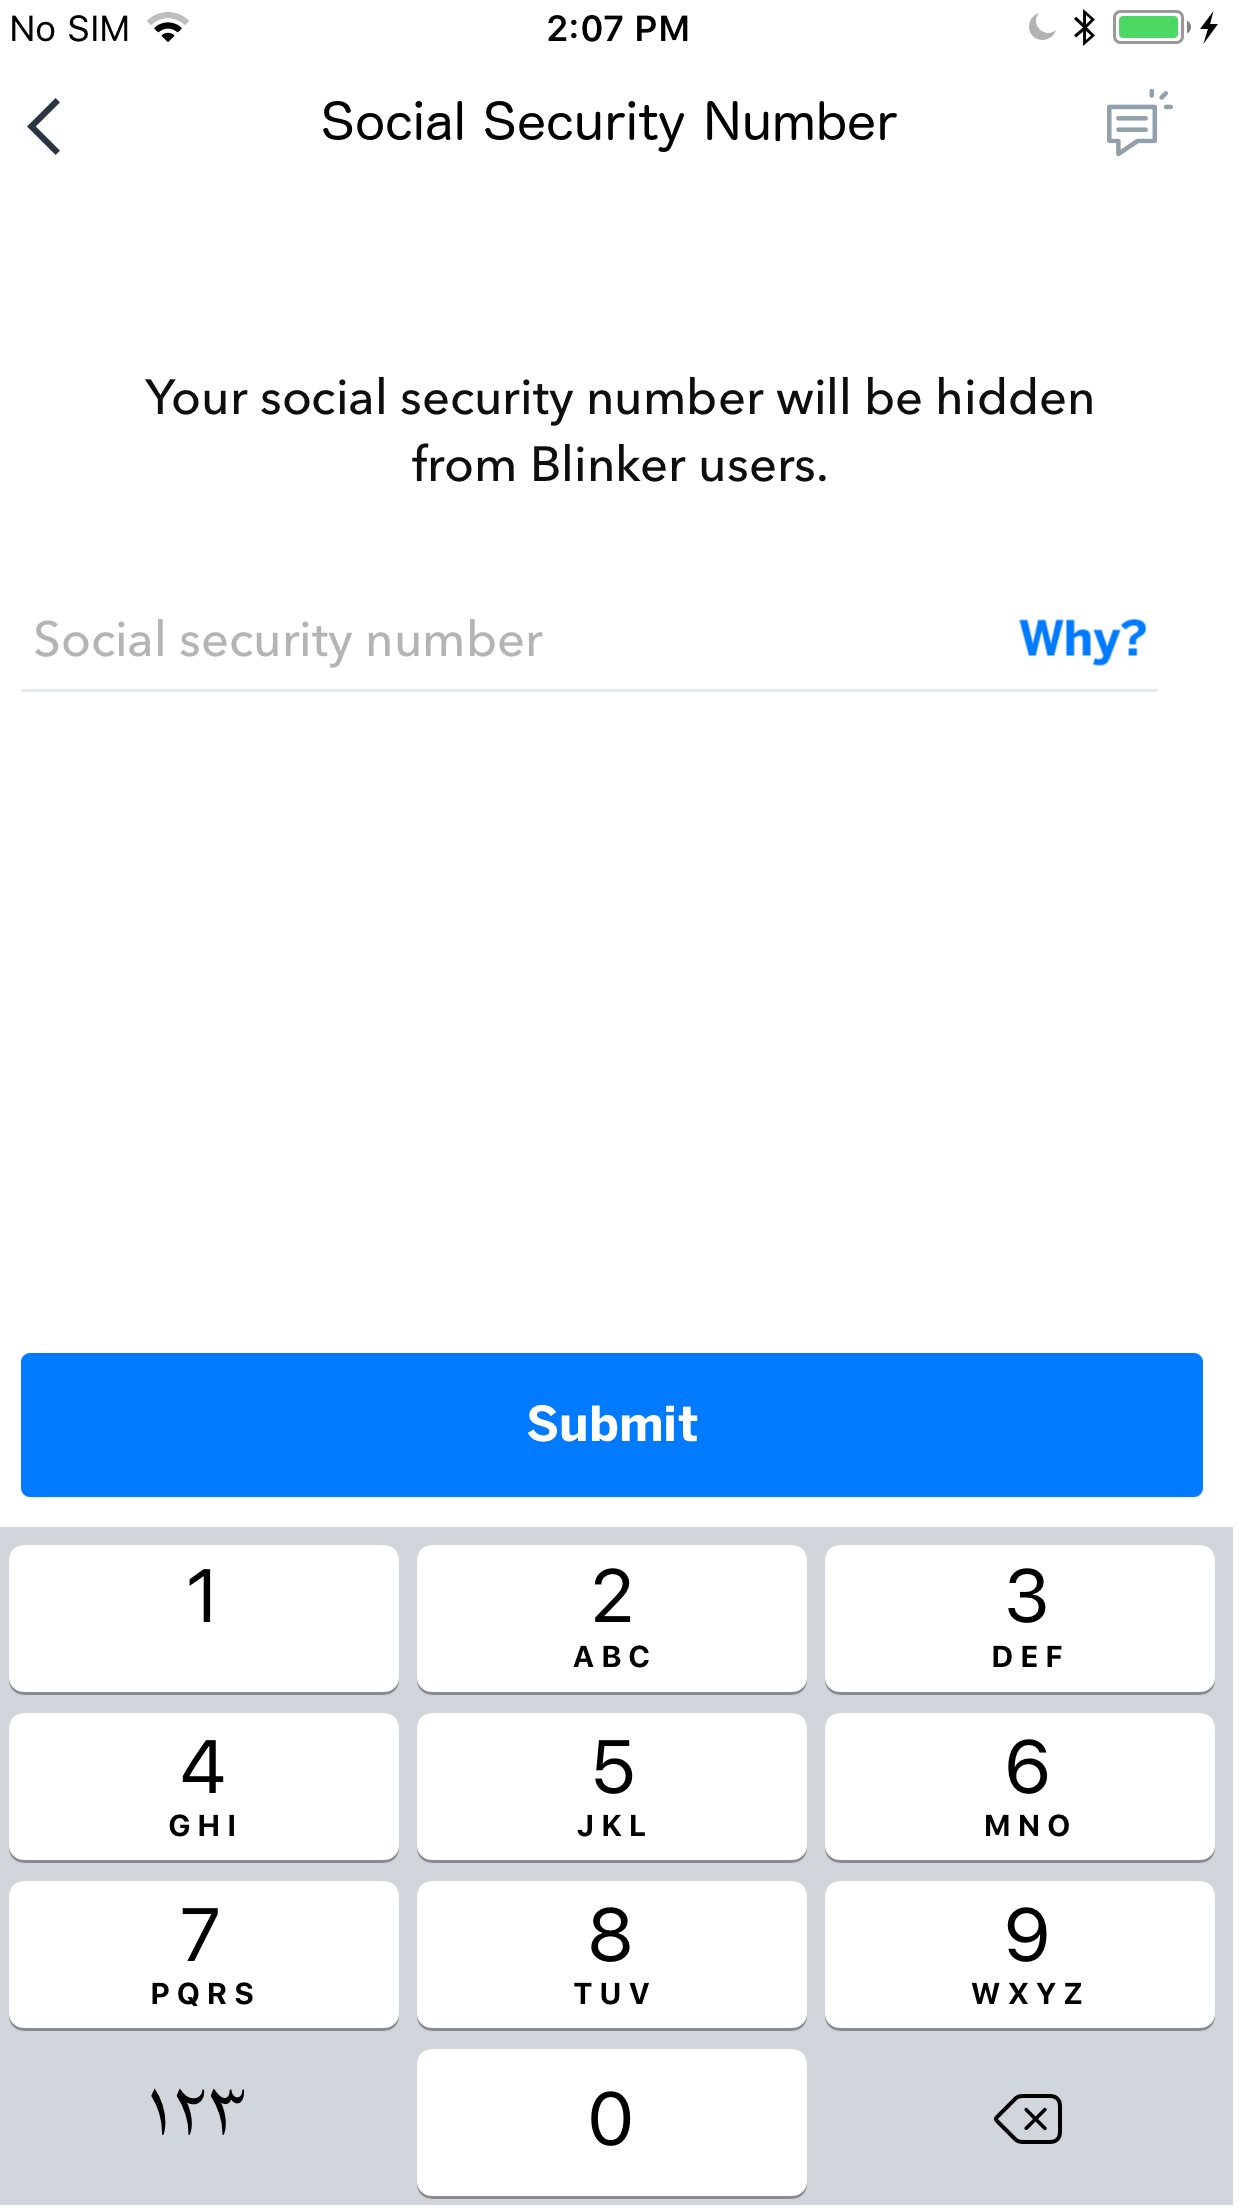 No SIM 2:07 PM
Social Security Number
Your social security number will be hidden
from Blinker users.
Social security number Why?
Submit
1 2 3
ABC DEF
4 5 6
GHI JKL MNO
7 8 9
PQRS TUV WXYZ
١٢٣ 0